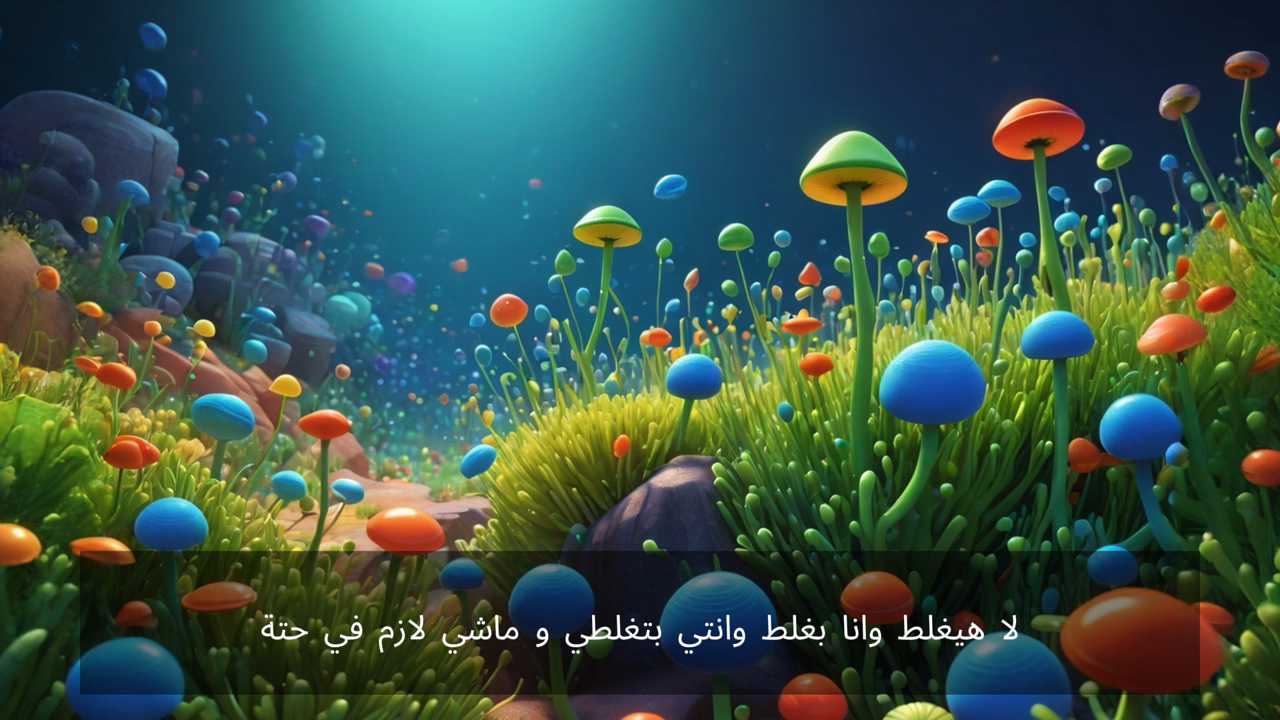 لا هيغلط وانا بغلط وانتي بتغلطي و ماشي لازم في حتة